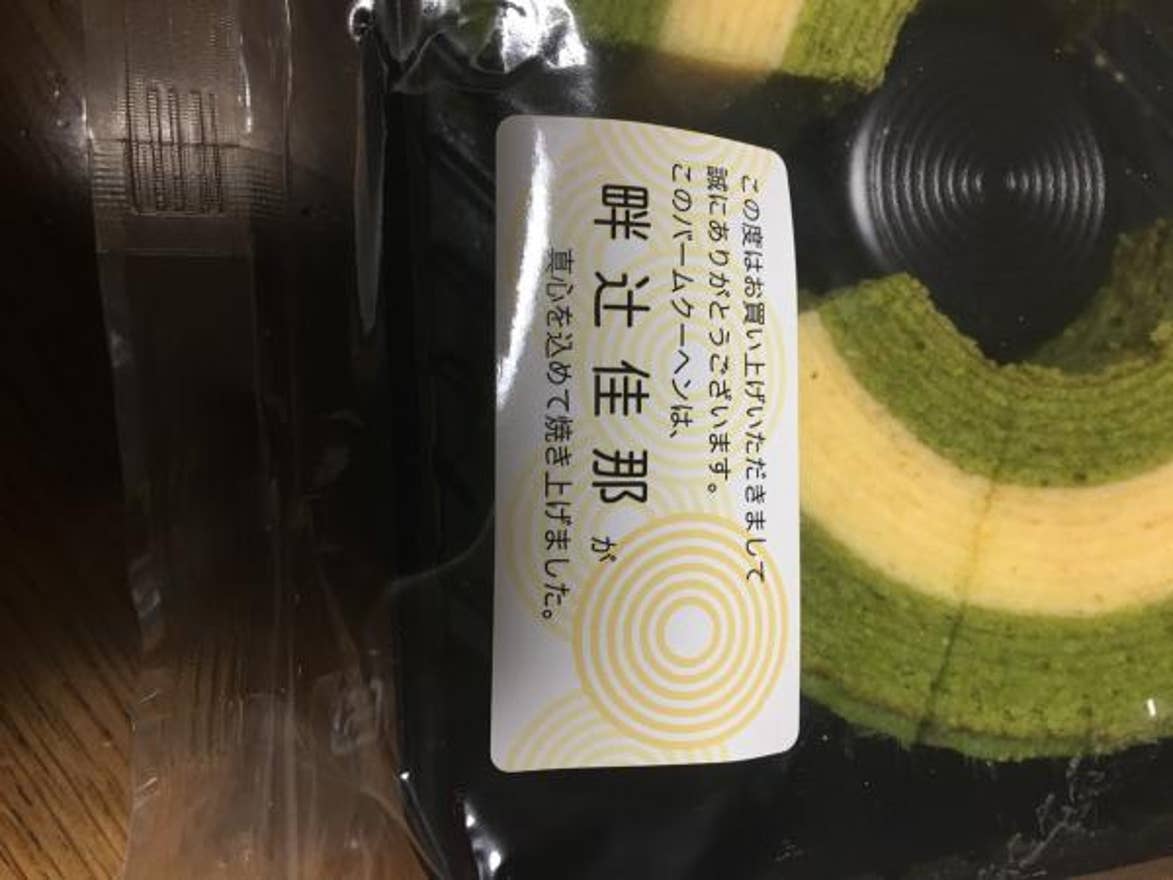 この度はお買い上げいただきまして
誠にありがとうございます。
このバームクーヘンは、
畔辻佳那が
真心を込めて焼き上げました。